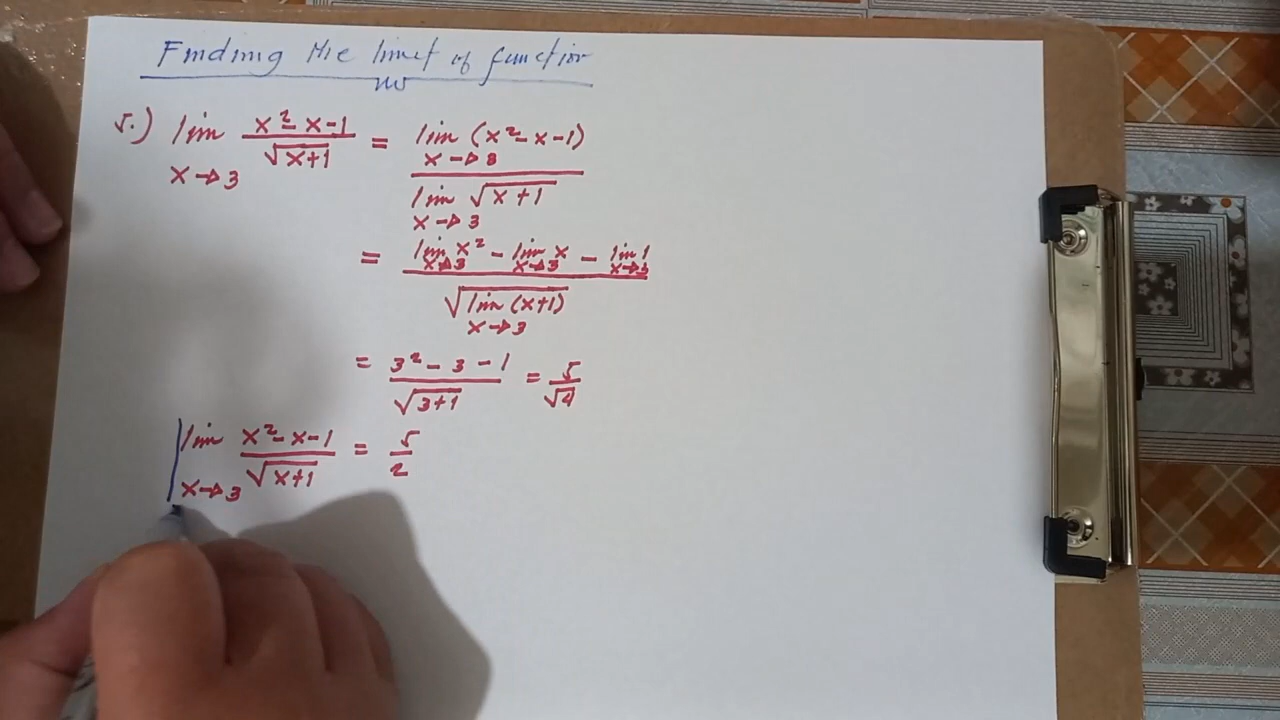 Finding the limit of function
5.) lim x→3 (x² - x - 1)/√(x+1) = lim x→3 (x² - x - 1) / lim x→3 √(x+1)
= (lim x→3 x² - lim x→3 x - lim x→3 1) / √(lim x→3 (x+1))
= (3² - 3 - 1)/√(3+1) = 5/√4
lim x→3 (x² - x - 1)/√(x+1) = 5/2